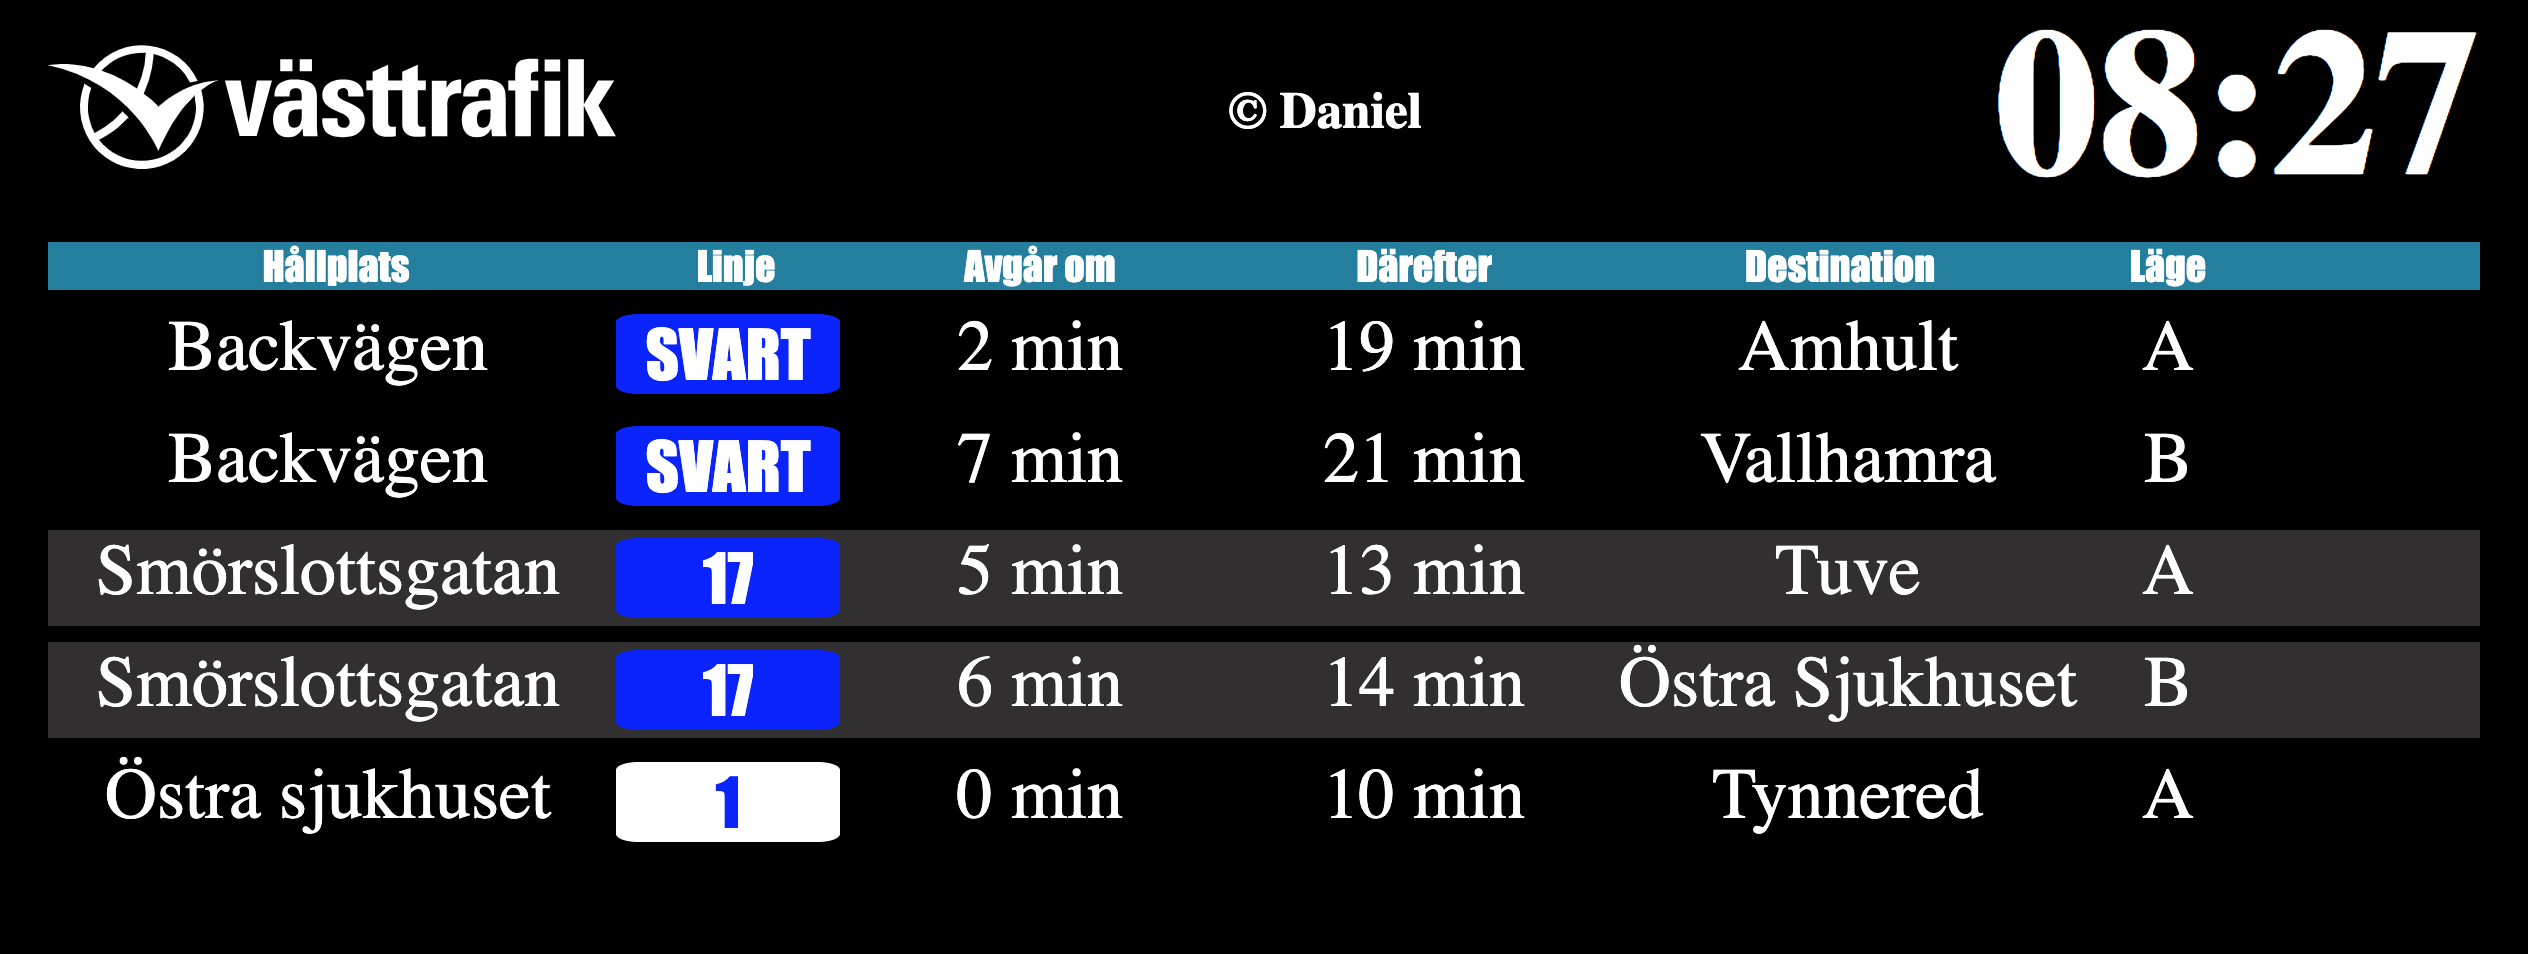 västtrafik © Daniel 08:27
Hållplats Linje Avgår om Därefter Destination Läge
Backvägen SVART 2 min 19 min Amhult A
Backvägen SVART 7 min 21 min Vallhamra B
Smörslottsgatan 17 5 min 13 min Tuve A
Smörslottsgatan 17 6 min 14 min Östra Sjukhuset B
Östra sjukhuset 1 0 min 10 min Tynnered A